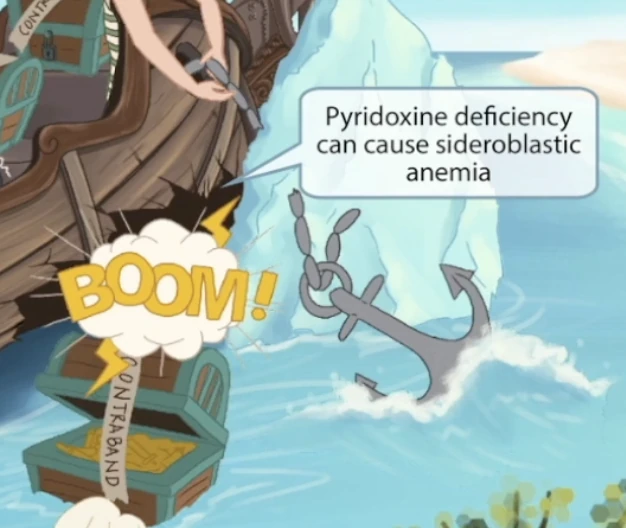 CONTRA
Pyridoxine deficiency
can cause sideroblastic
anemia
BOOM!
CONTRABAND